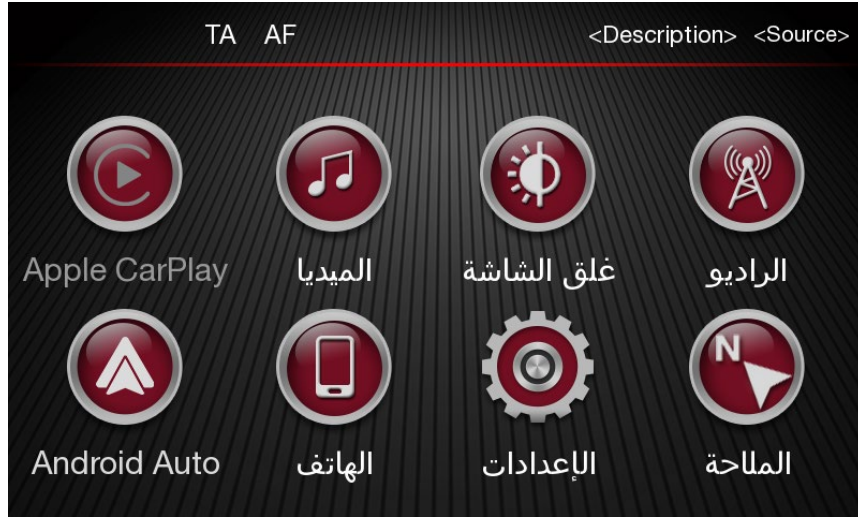 TA AF <Description> <Source>
الراديو
غلق الشاشة
الميديا
Apple CarPlay
N
الملاحة
الإعدادات
الهاتف
Android Auto